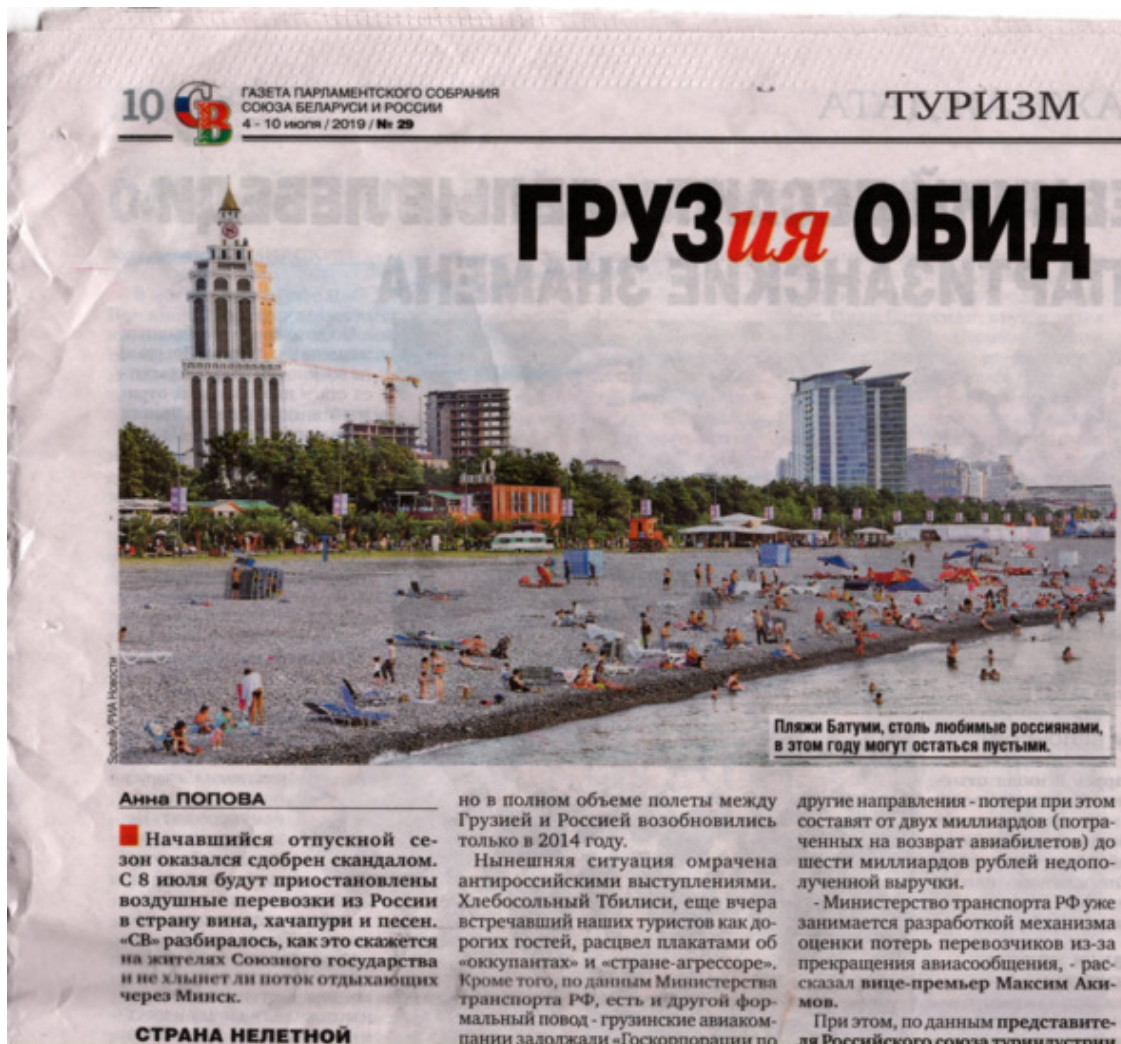 10
СВ
ГАЗЕТА ПАРЛАМЕНТСКОГО СОБРАНИЯ
СОЮЗА БЕЛАРУСИ И РОССИИ
4 - 10 июля / 2019 / № 29
ТУРИЗМ
ГРУЗия ОБИД
Sputnik/РИА Новости
Пляжи Батуми, столь любимые россиянами,
в этом году могут остаться пустыми.
Анна ПОПОВА
Начавшийся отпускной се-
зон оказался сдобрен скандалом.
С 8 июля будут приостановлены
воздушные перевозки из России
в страну вина, хачапури и песен.
«СВ» разбиралось, как это скажется
на жителях Союзного государства
и не хлынет ли поток отдыхающих
через Минск.
СТРАНА НЕЛЕТНОЙ
но в полном объеме полеты между
Грузией и Россией возобновились
только в 2014 году.
Нынешняя ситуация омрачена
антироссийскими выступлениями.
Хлебосольный Тбилиси, еще вчера
встречавший наших туристов как до-
рогих гостей, расцвел плакатами об
«оккупантах» и «стране-агрессоре».
Кроме того, по данным Министерства
транспорта РФ, есть и другой фор-
мальный повод - грузинские авиаком-
пании задолжали «Госкорпорации по
другие направления - потери при этом
составят от двух миллиардов (потра-
ченных на возврат авиабилетов) до
шести миллиардов рублей недопо-
лученной выручки.
- Министерство транспорта РФ уже
занимается разработкой механизма
оценки потерь перевозчиков из-за
прекращения авиасообщения, - рас-
сказал вице-премьер Максим Аки-
мов.
При этом, по данным представите-
ля Российского союза туриндустрии